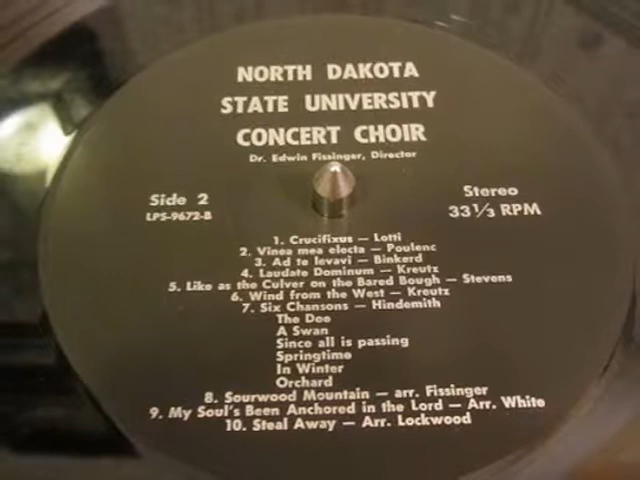 NORTH DAKOTA
STATE UNIVERSITY
CONCERT CHOIR
Dr. Edwin Fissinger, Director
Side 2
LPS-9672-B
Stereo
33 1/3 RPM
1. Crucifixus — Lotti
2. Vinea mea electa — Poulenc
3. Ad te levavi — Binkerd
4. Laudate Dominum — Kreutz
5. Like as the Culver on the Bared Bough — Stevens
6. Wind from the West — Kreutz
7. Six Chansons — Hindemith
The Doe
A Swan
Since all is passing
Springtime
In Winter
Orchard
8. Sourwood Mountain — arr. Fissinger
9. My Soul's Been Anchored in the Lord — Arr. White
10. Steal Away — Arr. Lockwood